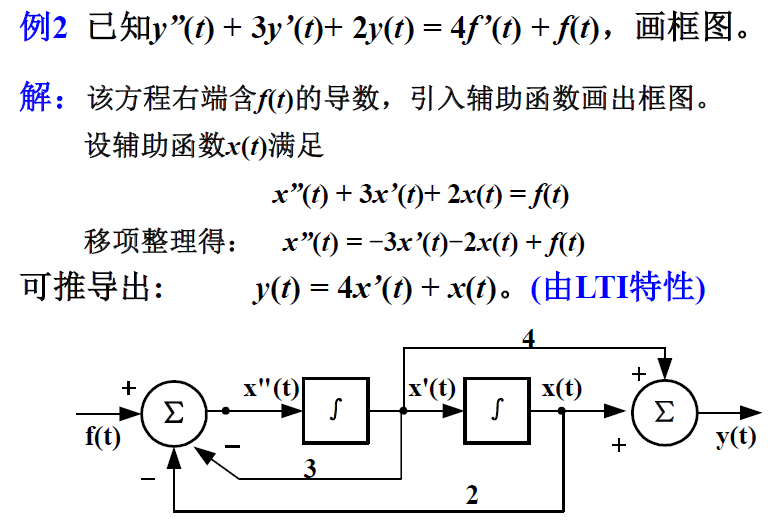 例2 已知y”(t) + 3y’(t)+ 2y(t) = 4f’(t) + f(t)，画框图。
解：该方程右端含f(t)的导数，引入辅助函数画出框图。
设辅助函数x(t)满足
x”(t) + 3x’(t)+ 2x(t) = f(t)
移项整理得： x”(t) = −3x’(t)−2x(t) + f(t)
可推导出: y(t) = 4x’(t) + x(t)。(由LTI特性)
4
+ x"(t) x'(t) x(t) +
Σ ∫ ∫ Σ
f(t) − + y(t)
− 3
2